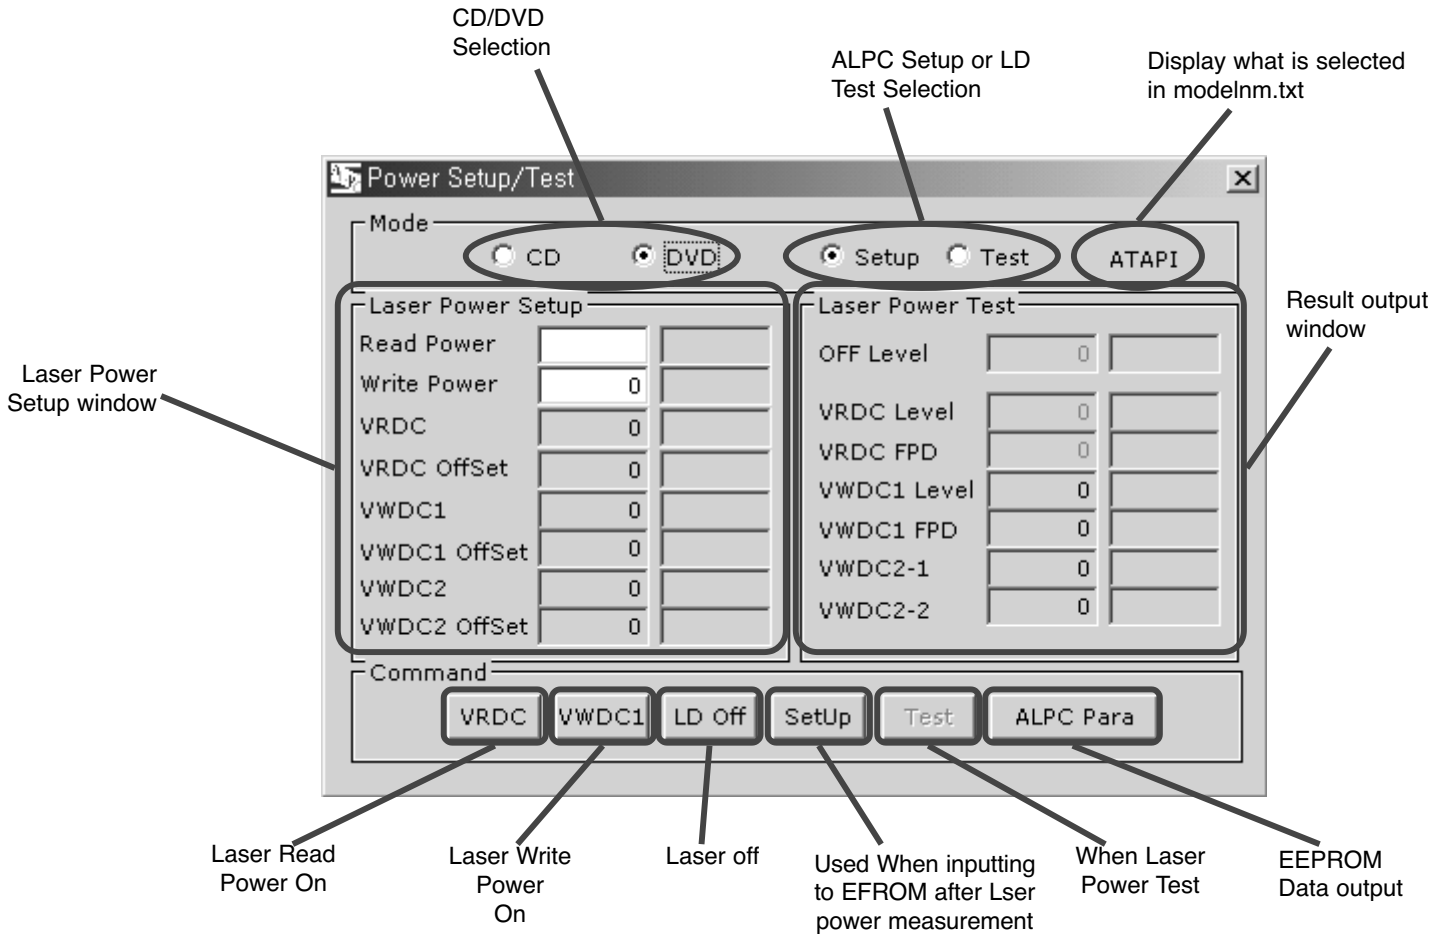 CD/DVD
Selection
ALPC Setup or LD
Test Selection
Display what is selected
in modelnm.txt
Power Setup/Test
Mode
CD DVD Setup Test ATAPI
Laser Power Setup
Read Power
Write Power 0
VRDC 0
VRDC OffSet 0
VWDC1 0
VWDC1 OffSet 0
VWDC2 0
VWDC2 OffSet 0
Laser Power Test
OFF Level 0
VRDC Level 0
VRDC FPD 0
VWDC1 Level 0
VWDC1 FPD 0
VWDC2-1 0
VWDC2-2 0
Laser Power
Setup window
Result output
window
Command
VRDC VWDC1 LD Off SetUp Test ALPC Para
Laser Read
Power On
Laser Write
Power
On
Laser off
Used When inputting
to EFROM after Lser
power measurement
When Laser
Power Test
EEPROM
Data output